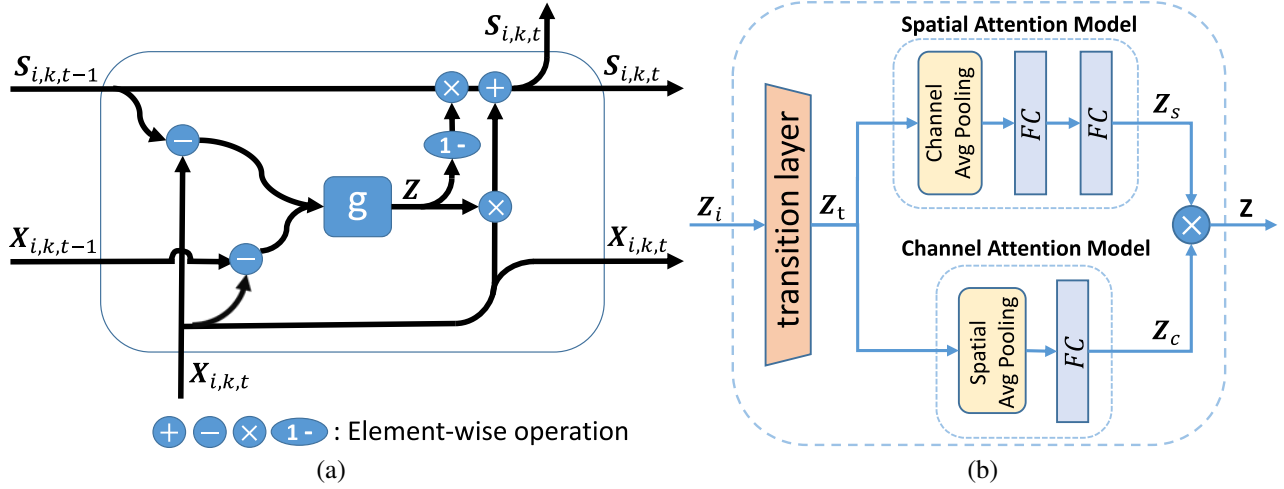 S_{i,k,t}
S_{i,k,t−1}
S_{i,k,t}
×
+
−
1 -
g
Z
×
X_{i,k,t−1}
−
X_{i,k,t}
X_{i,k,t}
+ − × 1 - : Element-wise operation
(a)
Spatial Attention Model
Channel
Avg Pooling
FC
FC
Z_s
transition layer
Z_i
Z_t
×
z
Channel Attention Model
Spatial
Avg Pooling
FC
Z_c
(b)